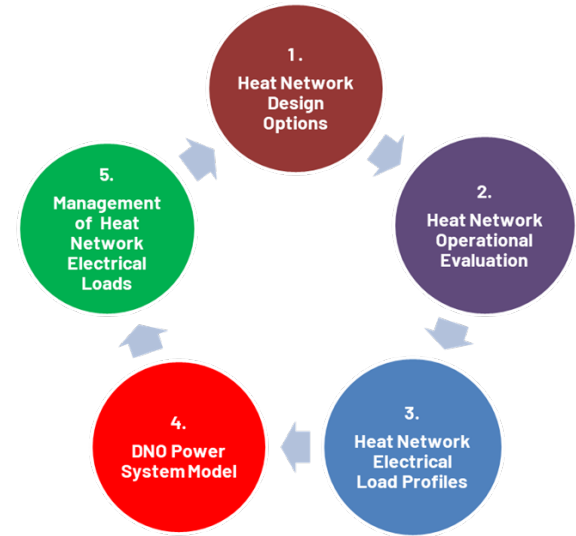 1.
Heat Network
Design
Options
2.
Heat Network
Operational
Evaluation
3.
Heat Network
Electrical
Load Profiles
4.
DNO Power
System Model
5.
Management
of Heat
Network
Electrical
Loads